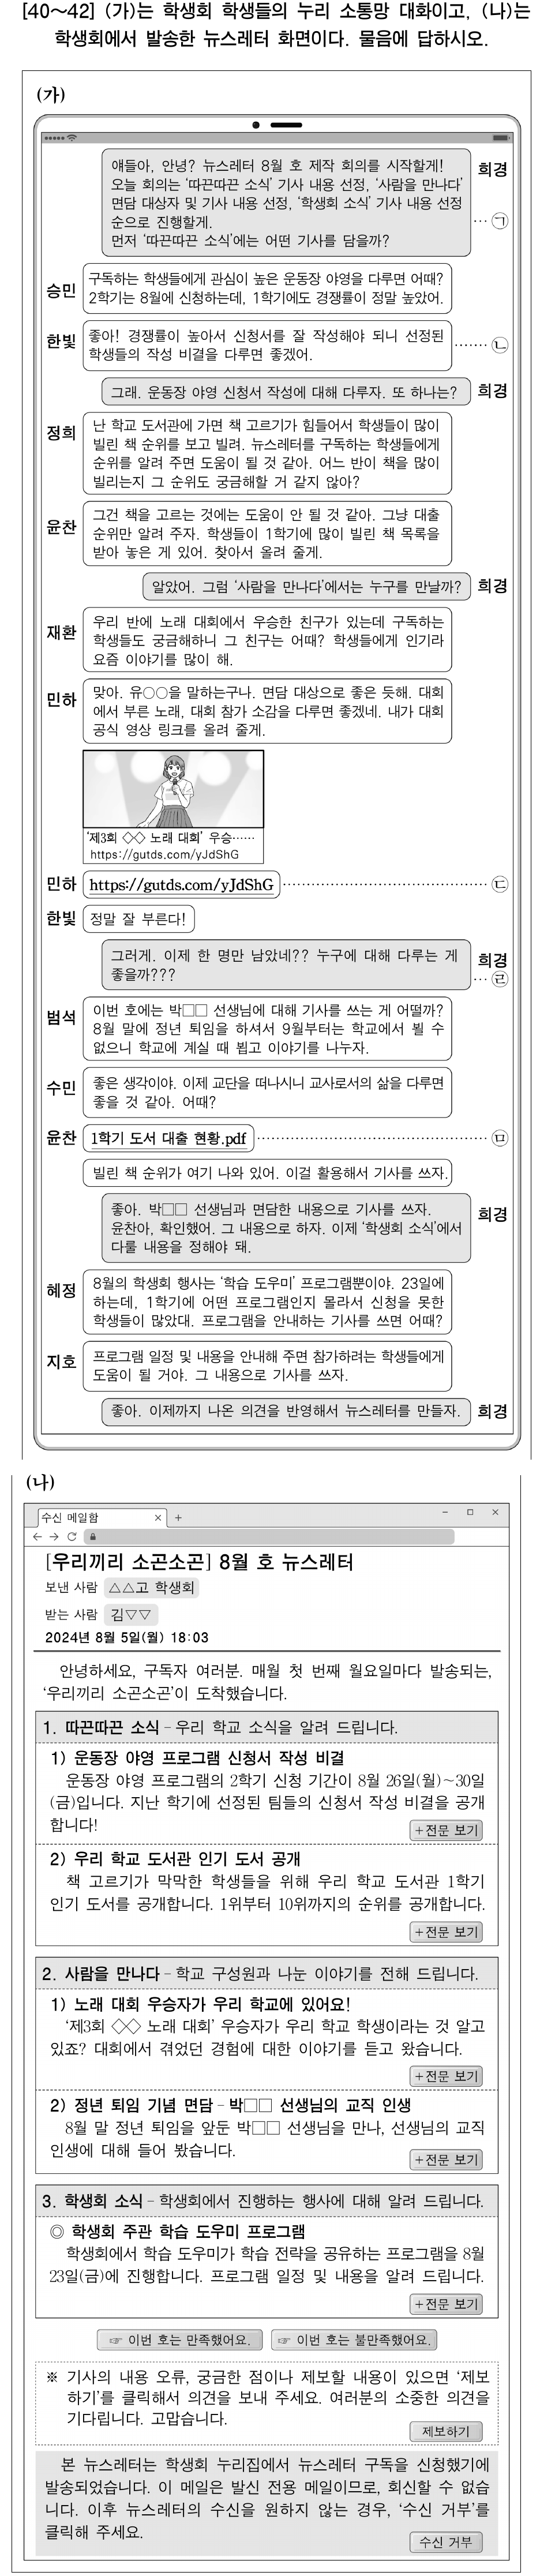 [40~42] (가)는 학생회 학생들의 누리 소통망 대화이고, (나)는
학생회에서 발송한 뉴스레터 화면이다. 물음에 답하시오.
(가)
얘들아, 안녕? 뉴스레터 8월 호 제작 회의를 시작할게!
희경
오늘 회의는 '따끈따끈 소식' 기사 내용 선정, '사람을 만나다'
면담 대상자 및 기사 내용 선정, '학생회 소식' 기사 내용 선정
순으로 진행할게.
… ㉠
먼저 '따끈따끈 소식'에는 어떤 기사를 담을까?
승민
구독하는 학생들에게 관심이 높은 운동장 야영을 다루면 어때?
2학기는 8월에 신청하는데, 1학기에도 경쟁률이 정말 높았어.
한빛
좋아! 경쟁률이 높아서 신청서를 잘 작성해야 되니 선정된
학생들의 작성 비결을 다루면 좋겠어.
……· ㉡
그래. 운동장 야영 신청서 작성에 대해 다루자. 또 하나는?
희경
정희
난 학교 도서관에 가면 책 고르기가 힘들어서 학생들이 많이
빌린 책 순위를 보고 빌려. 뉴스레터를 구독하는 학생들에게
순위를 알려 주면 도움이 될 것 같아. 어느 반이 책을 많이
빌리는지 그 순위도 궁금해할 거 같지 않아?
윤찬
그건 책을 고르는 것에는 도움이 안 될 것 같아. 그냥 대출
순위만 알려 주자. 학생들이 1학기에 많이 빌린 책 목록을
받아 놓은 게 있어. 찾아서 올려 줄게.
알았어. 그럼 '사람을 만나다'에서는 누구를 만날까?
희경
재환
우리 반에 노래 대회에서 우승한 친구가 있는데 구독하는
학생들도 궁금해하니 그 친구는 어때? 학생들에게 인기라
요즘 이야기를 많이 해.
민하
맞아. 유○○을 말하는구나. 면담 대상으로 좋은 듯해. 대회
에서 부른 노래, 대회 참가 소감을 다루면 좋겠네. 내가 대회
공식 영상 링크를 올려 줄게.
'제3회 ◇◇ 노래 대회' 우승……
https://gutds.com/yJdShG
민하
https://gutds.com/yJdShG
………………………………… ㉢
한빛
정말 잘 부른다!
그러게. 이제 한 명만 남았네?? 누구에 대해 다루는 게
좋을까???
희경
… ㉣
범석
이번 호에는 박□□ 선생님에 대해 기사를 쓰는 게 어떨까?
8월 말에 정년 퇴임을 하셔서 9월부터는 학교에서 뵐 수
없으니 학교에 계실 때 뵙고 이야기를 나누자.
수민
좋은 생각이야. 이제 교단을 떠나시니 교사로서의 삶을 다루면
좋을 것 같아. 어때?
윤찬
1학기 도서 대출 현황.pdf
……………………………………… ㉤
빌린 책 순위가 여기 나와 있어. 이걸 활용해서 기사를 쓰자.
좋아. 박□□ 선생님과 면담한 내용으로 기사를 쓰자.
희경
윤찬아, 확인했어. 그 내용으로 하자. 이제 '학생회 소식'에서
다룰 내용을 정해야 돼.
혜정
8월의 학생회 행사는 '학습 도우미' 프로그램뿐이야. 23일에
하는데, 1학기에 어떤 프로그램인지 몰라서 신청을 못한
학생들이 많았대. 프로그램을 안내하는 기사를 쓰면 어때?
지호
프로그램 일정 및 내용을 안내해 주면 참가하려는 학생들에게
도움이 될 거야. 그 내용으로 기사를 쓰자.
좋아. 이제까지 나온 의견을 반영해서 뉴스레터를 만들자.
희경
(나)
수신 메일함
[우리끼리 소곤소곤] 8월 호 뉴스레터
보낸 사람 △△고 학생회
받는 사람 김▽▽
2024년 8월 5일(월) 18:03
안녕하세요, 구독자 여러분. 매월 첫 번째 월요일마다 발송되는,
'우리끼리 소곤소곤'이 도착했습니다.
1. 따끈따끈 소식 – 우리 학교 소식을 알려 드립니다.
1) 운동장 야영 프로그램 신청서 작성 비결
운동장 야영 프로그램의 2학기 신청 기간이 8월 26일(월)~30일
(금)입니다. 지난 학기에 선정된 팀들의 신청서 작성 비결을 공개
합니다!
+전문 보기
2) 우리 학교 도서관 인기 도서 공개
책 고르기가 막막한 학생들을 위해 우리 학교 도서관 1학기
인기 도서를 공개합니다. 1위부터 10위까지의 순위를 공개합니다.
+전문 보기
2. 사람을 만나다 – 학교 구성원과 나눈 이야기를 전해 드립니다.
1) 노래 대회 우승자가 우리 학교에 있어요!
'제3회 ◇◇ 노래 대회' 우승자가 우리 학교 학생이라는 것 알고
있죠? 대회에서 겪었던 경험에 대한 이야기를 듣고 왔습니다.
+전문 보기
2) 정년 퇴임 기념 면담 – 박□□ 선생님의 교직 인생
8월 말 정년 퇴임을 앞둔 박□□ 선생님을 만나, 선생님의 교직
인생에 대해 들어 봤습니다.
+전문 보기
3. 학생회 소식 – 학생회에서 진행하는 행사에 대해 알려 드립니다.
◎ 학생회 주관 학습 도우미 프로그램
학생회에서 학습 도우미가 학습 전략을 공유하는 프로그램을 8월
23일(금)에 진행합니다. 프로그램 일정 및 내용을 알려 드립니다.
+전문 보기
☞ 이번 호는 만족했어요. ☞ 이번 호는 불만족했어요.
※ 기사의 내용 오류, 궁금한 점이나 제보할 내용이 있으면 '제보
하기'를 클릭해서 의견을 보내 주세요. 여러분의 소중한 의견을
기다립니다. 고맙습니다.
제보하기
본 뉴스레터는 학생회 누리집에서 뉴스레터 구독을 신청했기에
발송되었습니다. 이 메일은 발신 전용 메일이므로, 회신할 수 없습
니다. 이후 뉴스레터의 수신을 원하지 않는 경우, '수신 거부'를
클릭해 주세요.
수신 거부